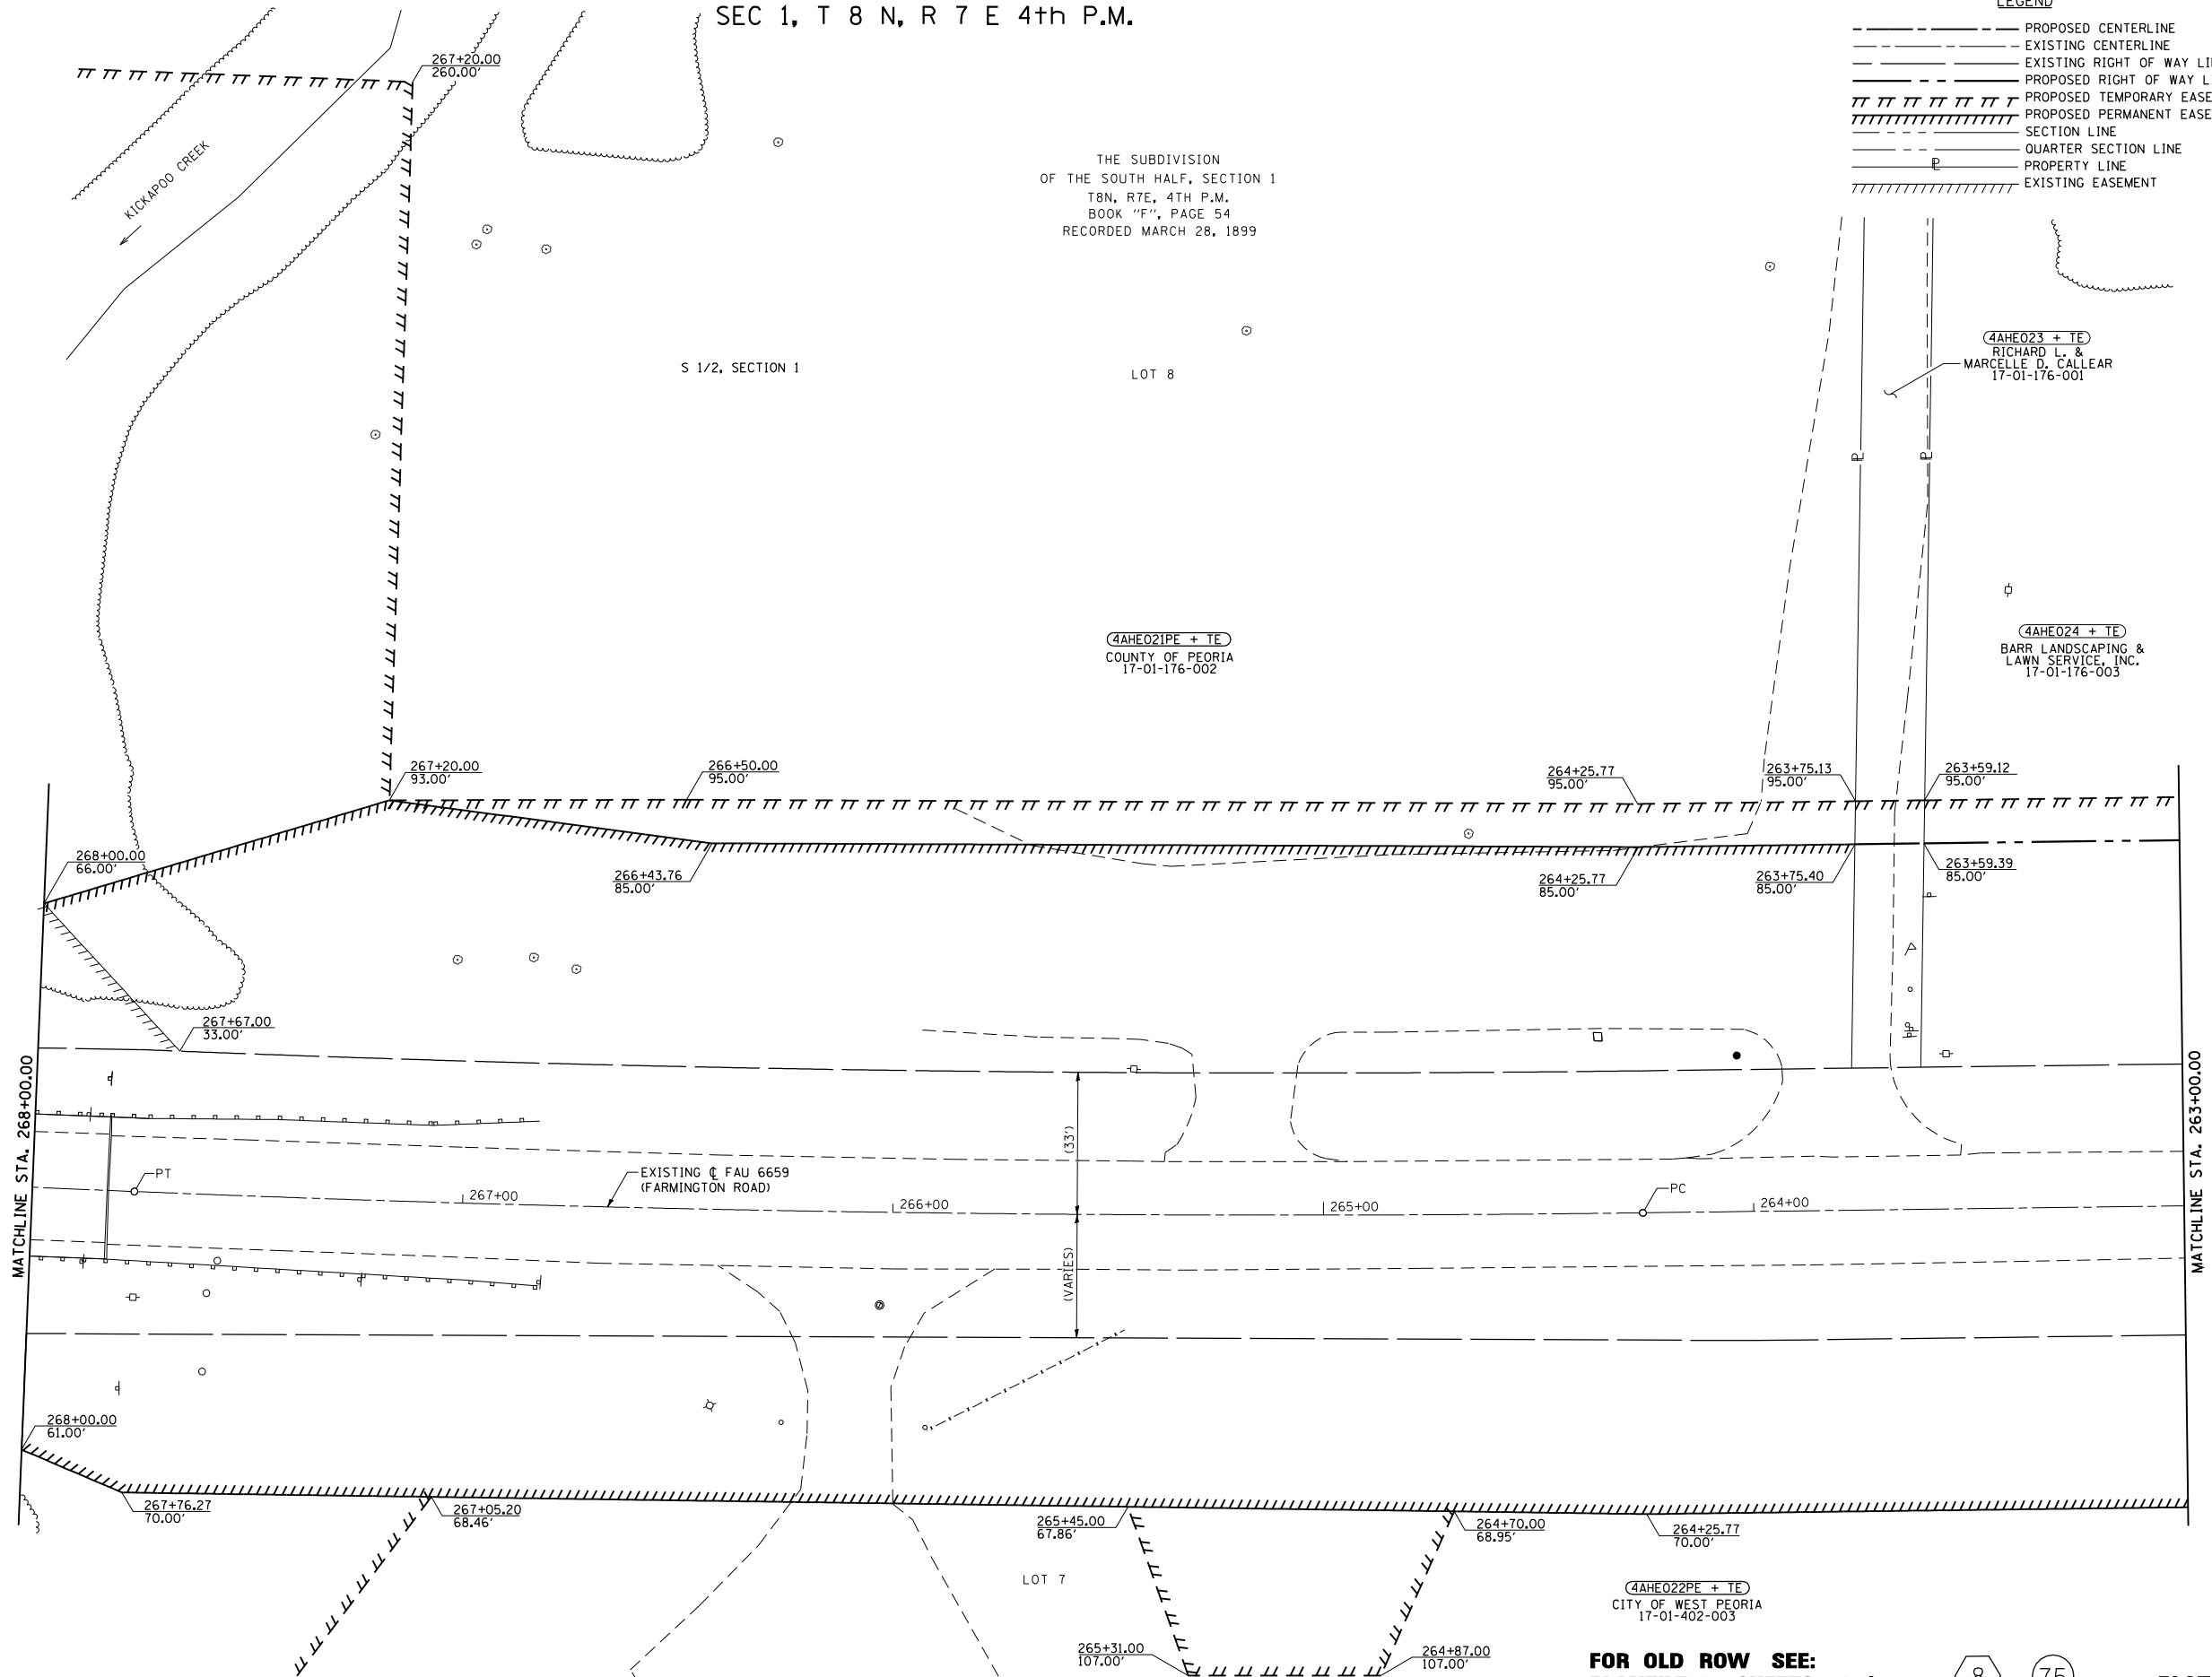 SEC 1, T 8 N, R 7 E 4th P.M.
LEGEND
PROPOSED CENTERLINE
EXISTING CENTERLINE
EXISTING RIGHT OF WAY
PROPOSED RIGHT OF WAY
PROPOSED TEMPORARY
PROPOSED PERMANENT
SECTION LINE
QUARTER SECTION LINE
PROPERTY LINE
EXISTING EASEMENT
267+20.00
260.00'
KICKAPOO CREEK
THE SUBDIVISION
OF THE SOUTH HALF, SECTION 1
T8N, R7E, 4TH P.M.
BOOK "F", PAGE 54
RECORDED MARCH 28, 1899
S 1/2, SECTION 1
LOT 8
4AHE023 + TE
RICHARD L. &
MARCELLE D. CALLEAR
17-01-176-001
4AHE021PE + TE
COUNTY OF PEORIA
17-01-176-002
4AHE024 + TE
BARR LANDSCAPING &
LAWN SERVICE, INC.
17-01-176-003
267+20.00
93.00'
266+50.00
95.00'
264+25.77
95.00'
263+75.13
95.00'
263+59.12
95.00'
268+00.00
66.00'
266+43.76
85.00'
264+25.77
85.00'
263+75.40
85.00'
263+59.39
85.00'
267+67.00
33.00'
MATCHLINE STA. 268+00.00
MATCHLINE STA. 263+00.00
(33')
PT
EXISTING ℄ FAU 6659
(FARMINGTON ROAD)
267+00
266+00
265+00
PC
264+00
(VARIES)
268+00.00
61.00'
267+76.27
70.00'
267+05.20
68.46'
265+45.00
67.86'
264+70.00
68.95'
264+25.77
70.00'
LOT 7
4AHE022PE + TE
CITY OF WEST PEORIA
17-01-402-003
265+31.00
107.00'
264+87.00
107.00'
FOR OLD ROW SEE:
8
75